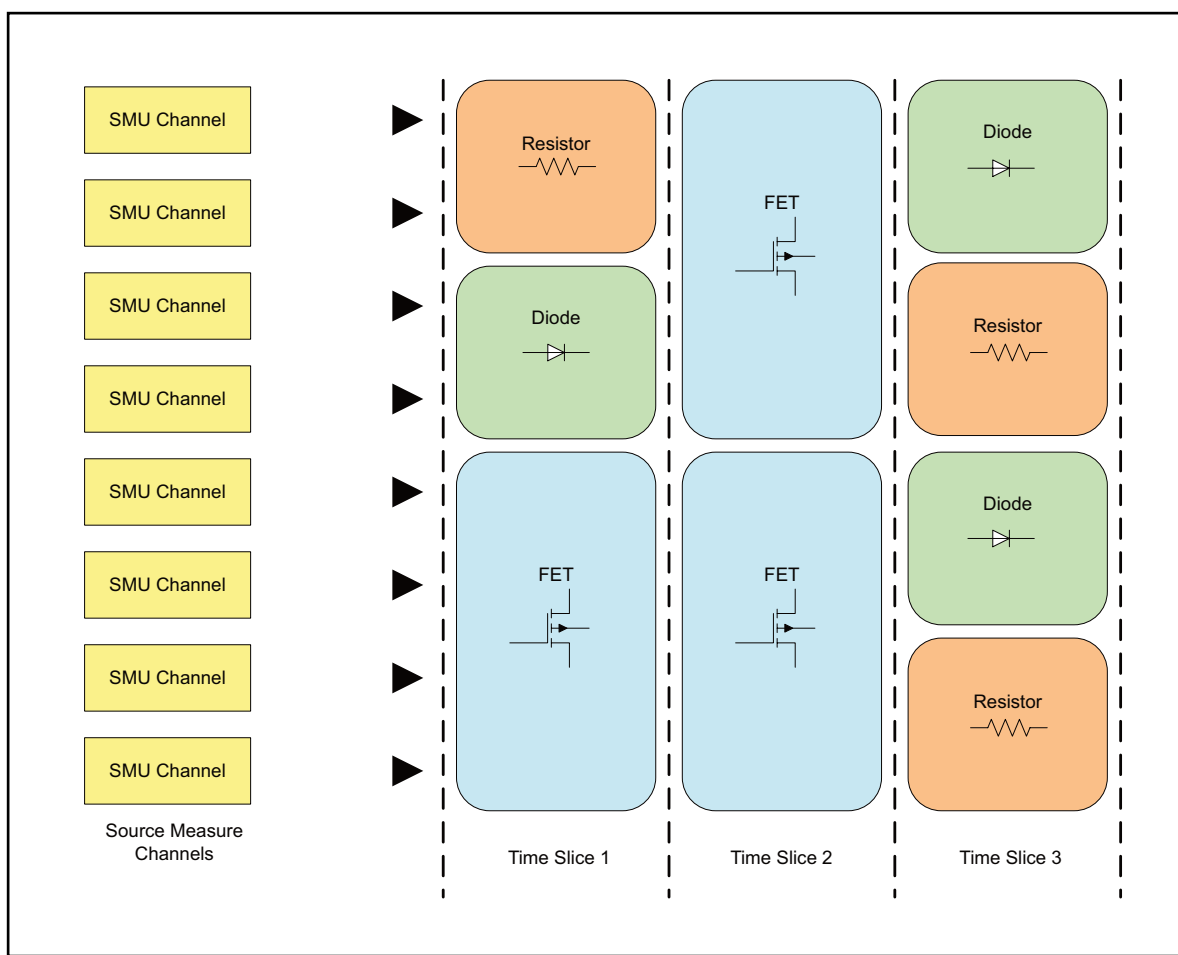 SMU Channel
SMU Channel
SMU Channel
SMU Channel
SMU Channel
SMU Channel
SMU Channel
SMU Channel
Source Measure
Channels
Resistor
Diode
FET
Time Slice 1
FET
FET
Time Slice 2
Diode
Resistor
Diode
Resistor
Time Slice 3